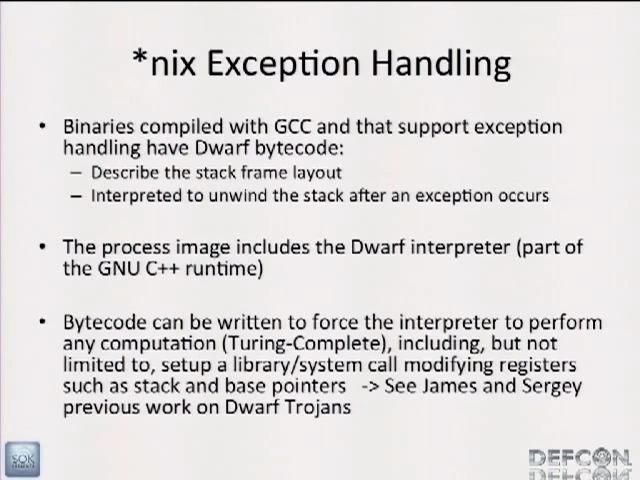 *nix Exception Handling
• Binaries compiled with GCC and that support exception
handling have Dwarf bytecode:
– Describe the stack frame layout
– Interpreted to unwind the stack after an exception occurs
• The process image includes the Dwarf interpreter (part of
the GNU C++ runtime)
• Bytecode can be written to force the interpreter to perform
any computation (Turing-Complete), including, but not
limited to, setup a library/system call modifying registers
such as stack and base pointers -> See James and Sergey
previous work on Dwarf Trojans
SOK
DEFCON